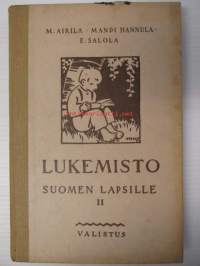 M. AIRILA · MANDI HANNULA ·
E. SALOLA
LUKEMISTO
SUOMEN LAPSILLE
II
VALISTUS